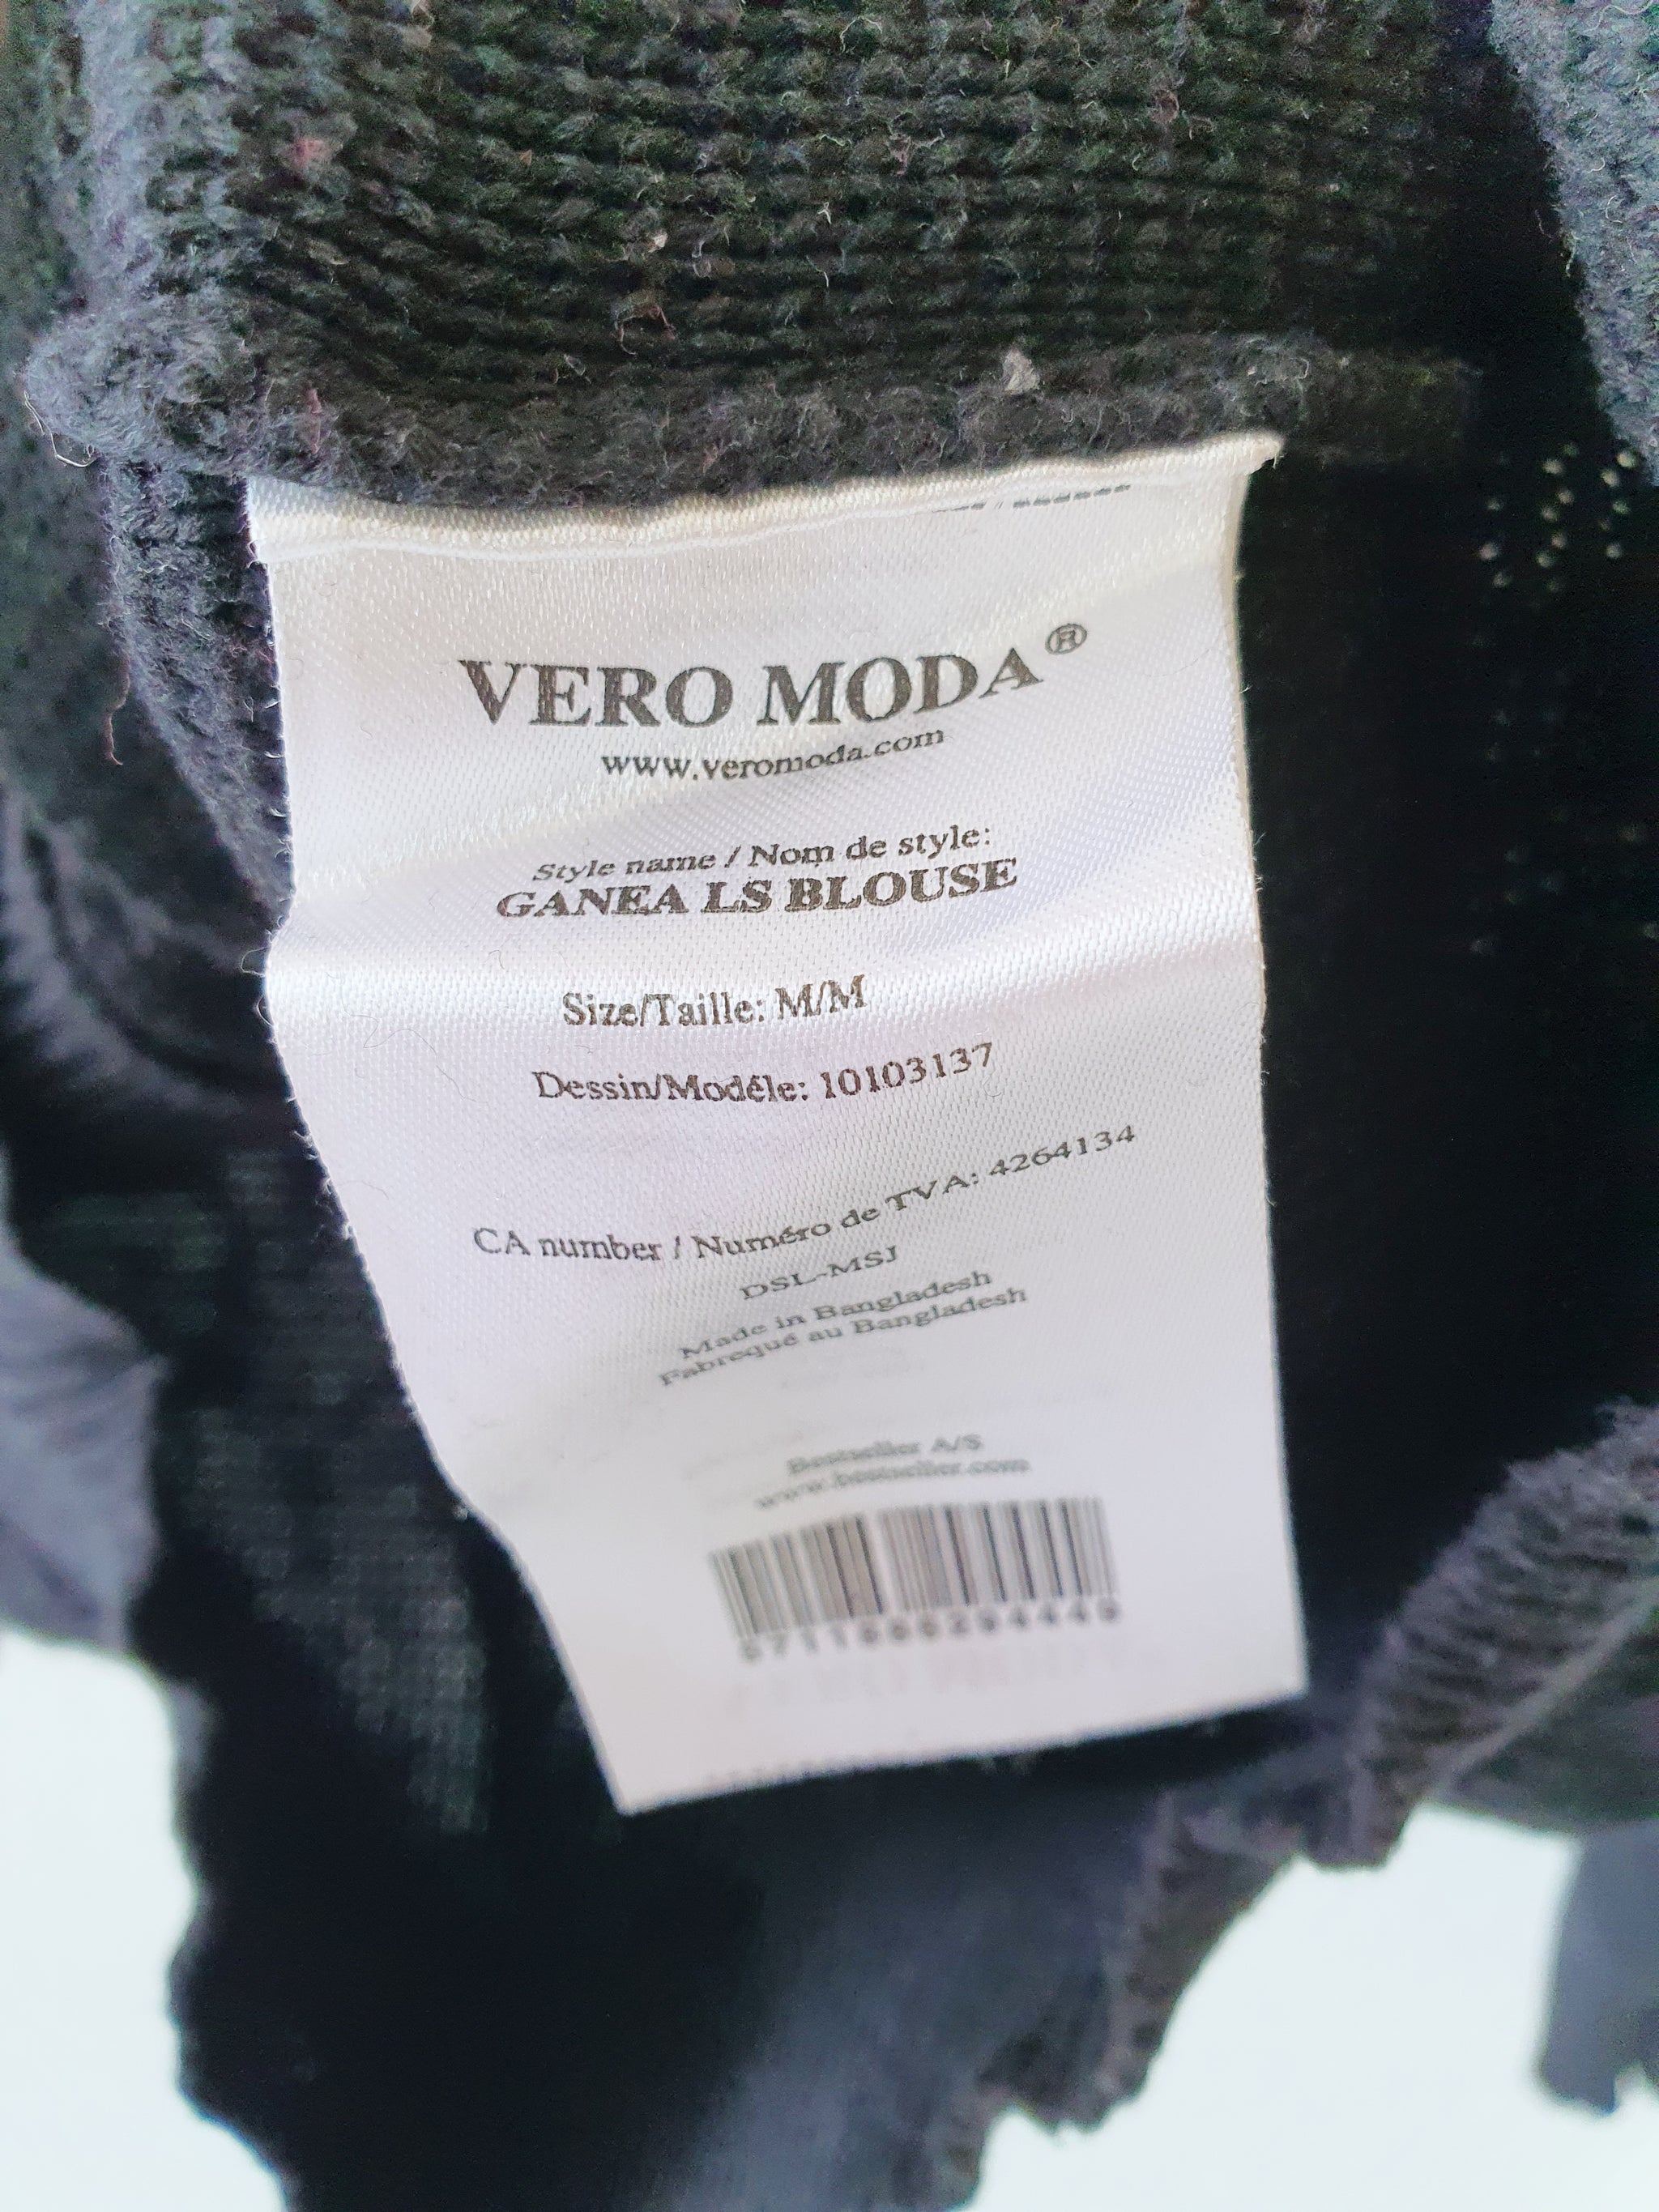 VERO MODA®
www.veromoda.com
Style name / Nom de style:
GANEA LS BLOUSE
Size/Taille: M/M
Dessin/Modéle: 10103137
CA number / Numéro de TVA: 4264134
DSL-MSJ
Made in Bangladesh
Fabrequé au Bangladesh
Bestseller A/S
www.bestseller.com